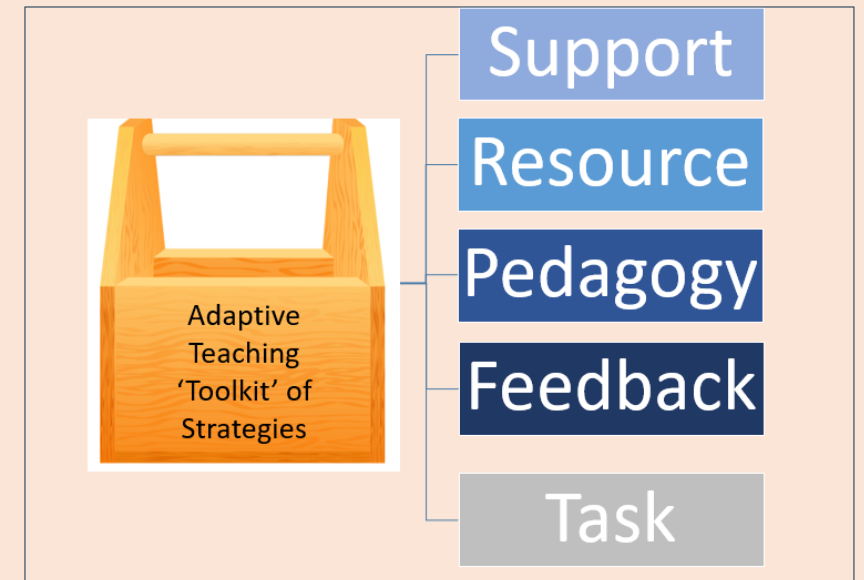 Adaptive
Teaching
‘Toolkit’ of
Strategies
Support
Resource
Pedagogy
Feedback
Task